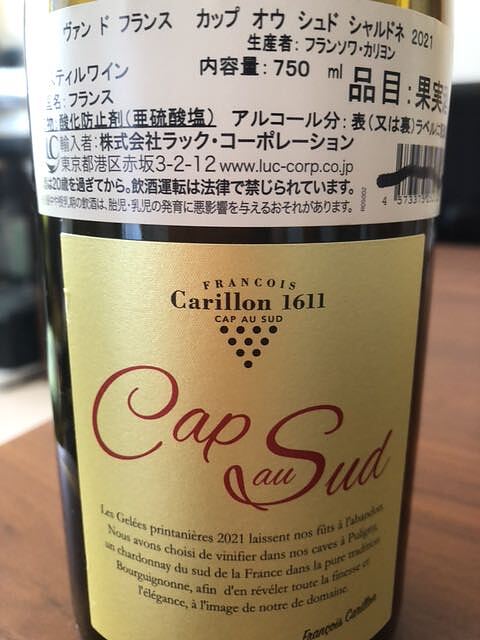 ヴァン ド フランス カップ オウ シュド シャルドネ 2021
生産者：フランソワ・カリヨン
スティルワイン 内容量：750 ml 品目：果実酒
フランス
酸化防止剤（亜硫酸塩） アルコール分：表（又は裏）ラベルに
輸入者：株式会社ラック・コーポレーション
東京都港区赤坂3-2-12 www.luc-corp.co.jp
は20歳を過ぎてから。飲酒運転は法律で禁じられています。
中や授乳期の飲酒は、胎児・乳児の発育に悪影響を与えるおそれがあります。
FRANCOIS
Carillon 1611
CAP AU SUD
Cap
au Sud
Les Gelées printanières 2021 laissent nos fûts à l'abandon.
Nous avons choisi de vinifier dans nos caves à Puligny,
un chardonnay du sud de la France dans la pure tradition
Bourguignonne, afin d'en révéler toute la finesse et
l'élégance, à l'image de notre de domaine.
François Carillon